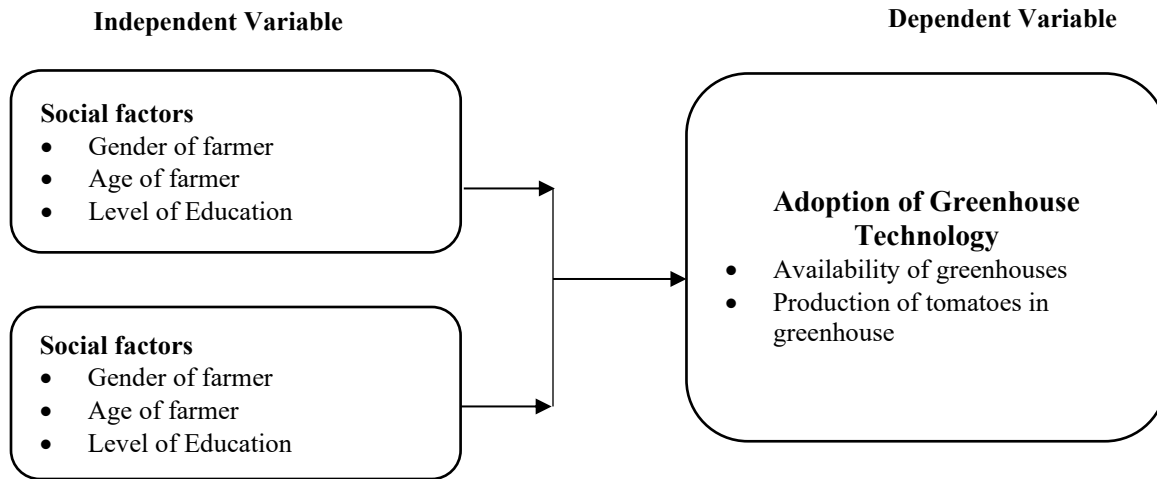 Independent Variable
Dependent Variable
Social factors
• Gender of farmer
• Age of farmer
• Level of Education
Social factors
• Gender of farmer
• Age of farmer
• Level of Education
Adoption of Greenhouse
Technology
• Availability of greenhouses
• Production of tomatoes in
greenhouse